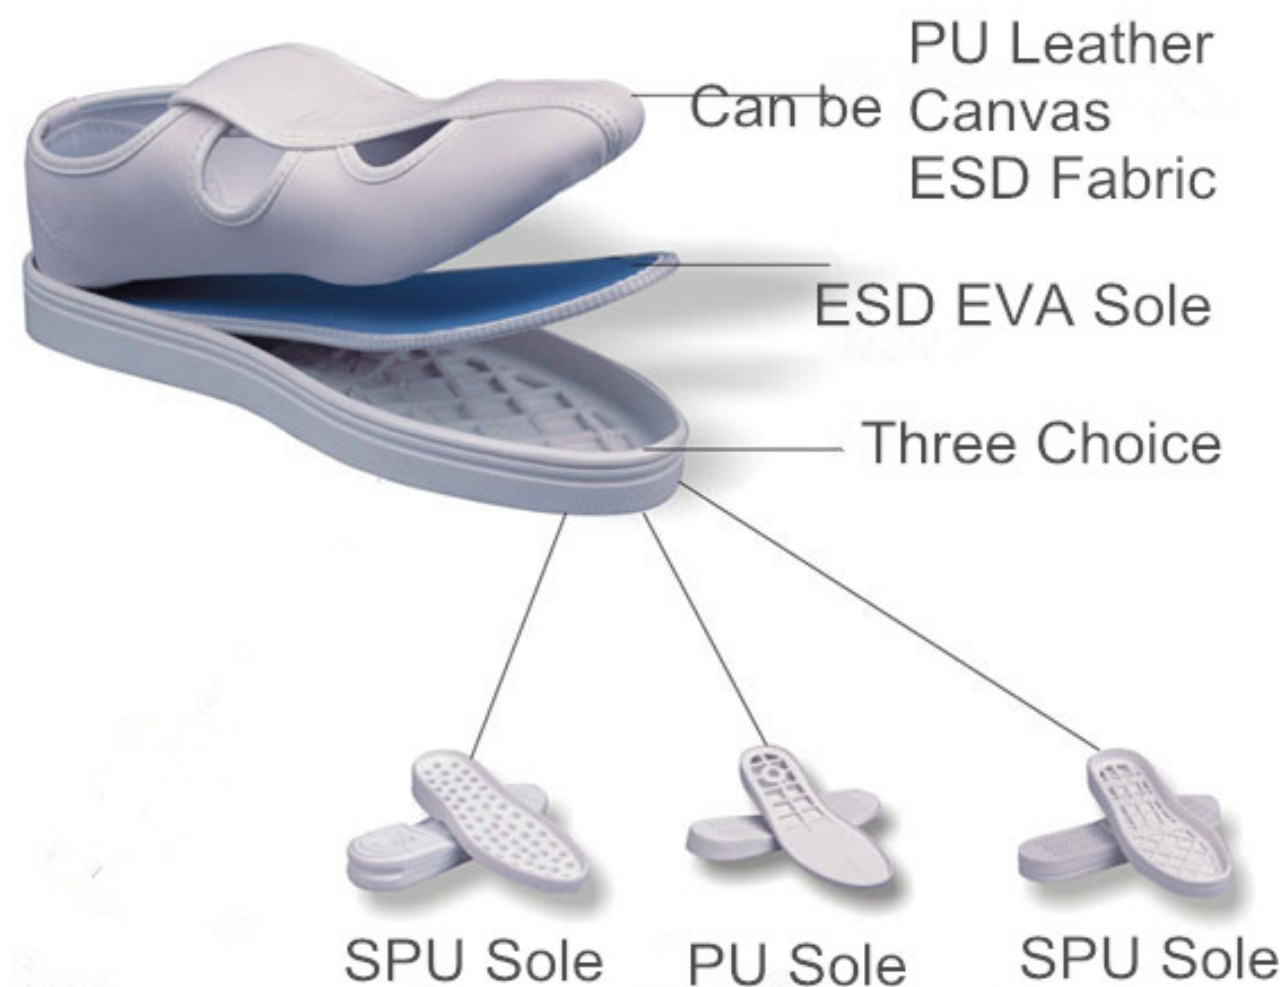 PU Leather
Can be Canvas
ESD Fabric
ESD EVA Sole
Three Choice
SPU Sole
PU Sole
SPU Sole